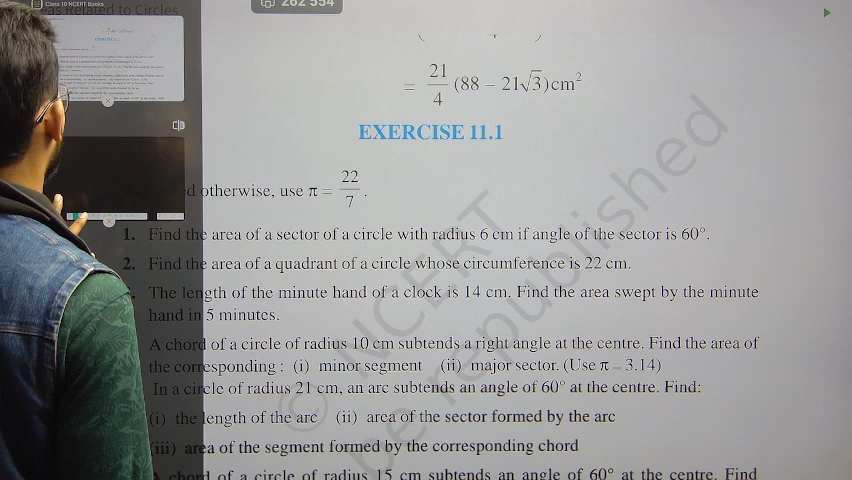 Class 10 NCERT Books
as Related to Circles
262 554
= 21/4 (88 – 21√3) cm²
EXERCISE 11.1
otherwise, use π = 22/7 .
1. Find the area of a sector of a circle with radius 6 cm if angle of the sector is 60°.
2. Find the area of a quadrant of a circle whose circumference is 22 cm.
The length of the minute hand of a clock is 14 cm. Find the area swept by the minute
hand in 5 minutes.
A chord of a circle of radius 10 cm subtends a right angle at the centre. Find the area of
the corresponding : (i) minor segment (ii) major sector. (Use π = 3.14)
In a circle of radius 21 cm, an arc subtends an angle of 60° at the centre. Find:
(i) the length of the arc (ii) area of the sector formed by the arc
(iii) area of the segment formed by the corresponding chord
A chord of a circle of radius 15 cm subtends an angle of 60° at the centre. Find
© NCERT
be republished